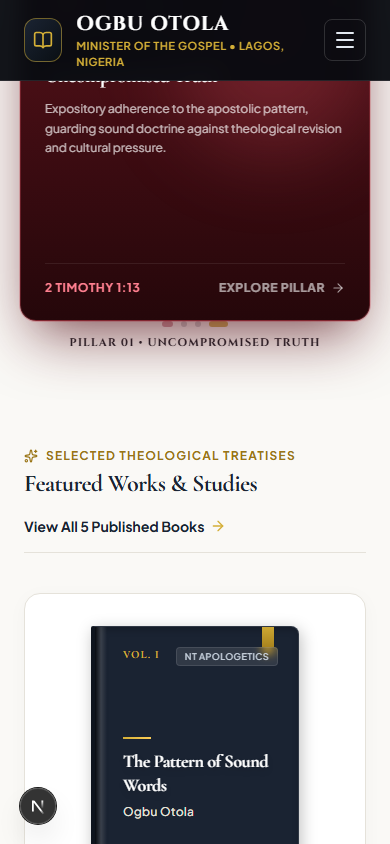 OGBU OTOLA
MINISTER OF THE GOSPEL • LAGOS,
NIGERIA
Uncompromised Truth
Expository adherence to the apostolic pattern,
guarding sound doctrine against theological revision
and cultural pressure.
2 TIMOTHY 1:13
EXPLORE PILLAR →
PILLAR 01 • UNCOMPROMISED TRUTH
SELECTED THEOLOGICAL TREATISES
Featured Works & Studies
View All 5 Published Books →
VOL. I
NT APOLOGETICS
The Pattern of Sound
Words
Ogbu Otola
N